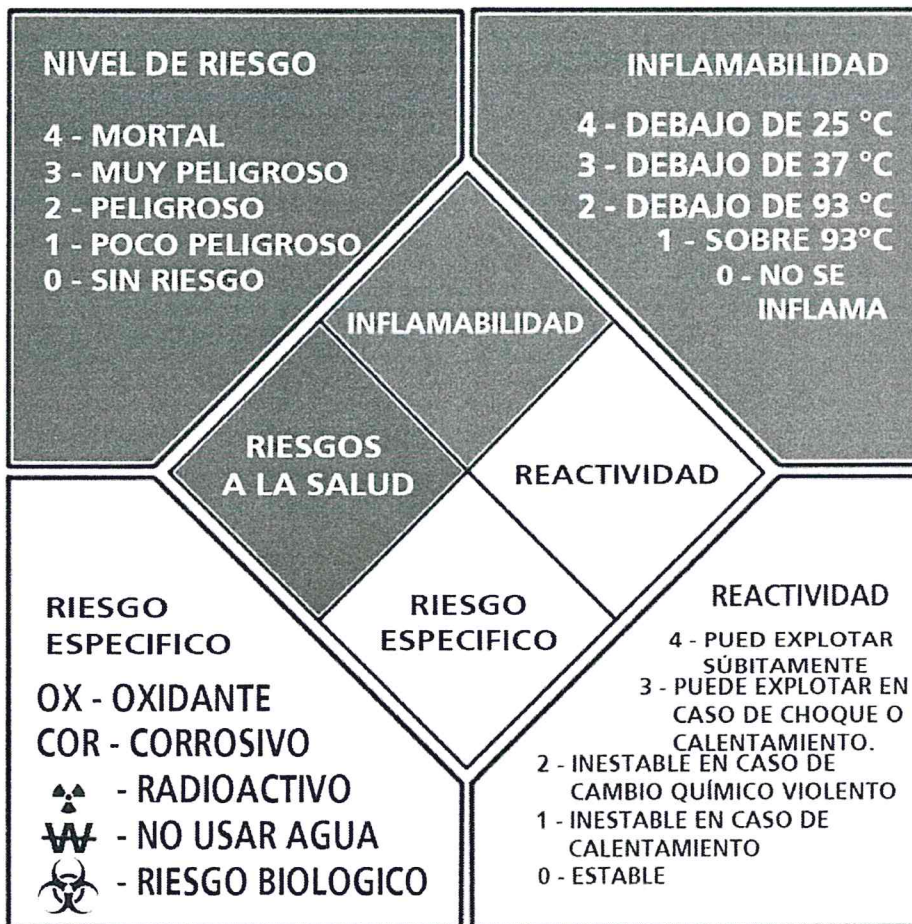 NIVEL DE RIESGO
4 - MORTAL
3 - MUY PELIGROSO
2 - PELIGROSO
1 - POCO PELIGROSO
0 - SIN RIESGO
INFLAMABILIDAD
4 - DEBAJO DE 25 °C
3 - DEBAJO DE 37 °C
2 - DEBAJO DE 93 °C
1 - SOBRE 93°C
0 - NO SE
INFLAMA
INFLAMABILIDAD
RIESGOS
A LA SALUD
REACTIVIDAD
RIESGO
ESPECIFICO
RIESGO
ESPECIFICO
OX - OXIDANTE
COR - CORROSIVO
- RADIOACTIVO
W - NO USAR AGUA
- RIESGO BIOLOGICO
REACTIVIDAD
4 - PUED EXPLOTAR
SÚBITAMENTE
3 - PUEDE EXPLOTAR EN
CASO DE CHOQUE O
CALENTAMIENTO.
2 - INESTABLE EN CASO DE
CAMBIO QUÍMICO VIOLENTO
1 - INESTABLE EN CASO DE
CALENTAMIENTO
0 - ESTABLE